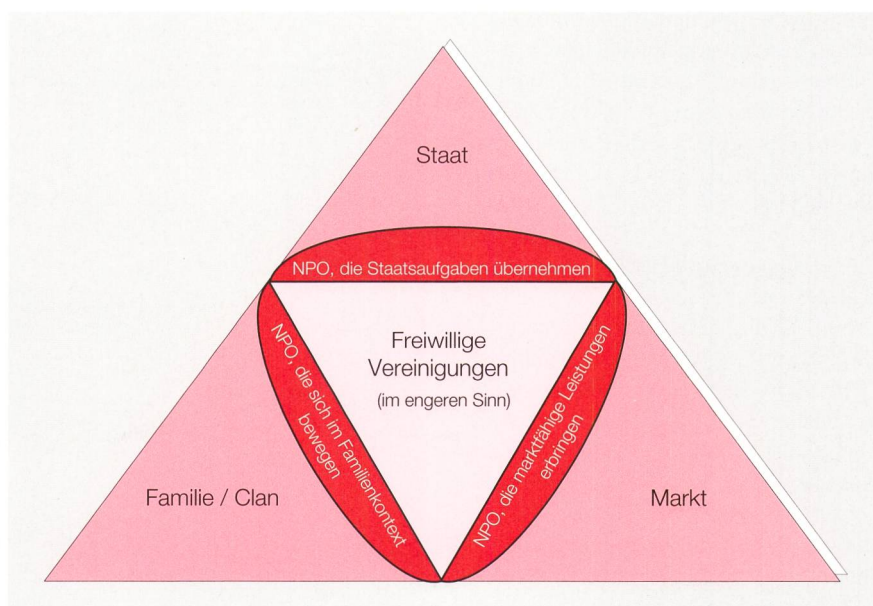 Staat
NPO, die Staatsaufgaben übernehmen
Freiwillige
Vereinigungen
(im engeren Sinn)
NPO, die sich im Familienkontext
bewegen
NPO, die marktfähige Leistungen
erbringen
Familie / Clan
Markt